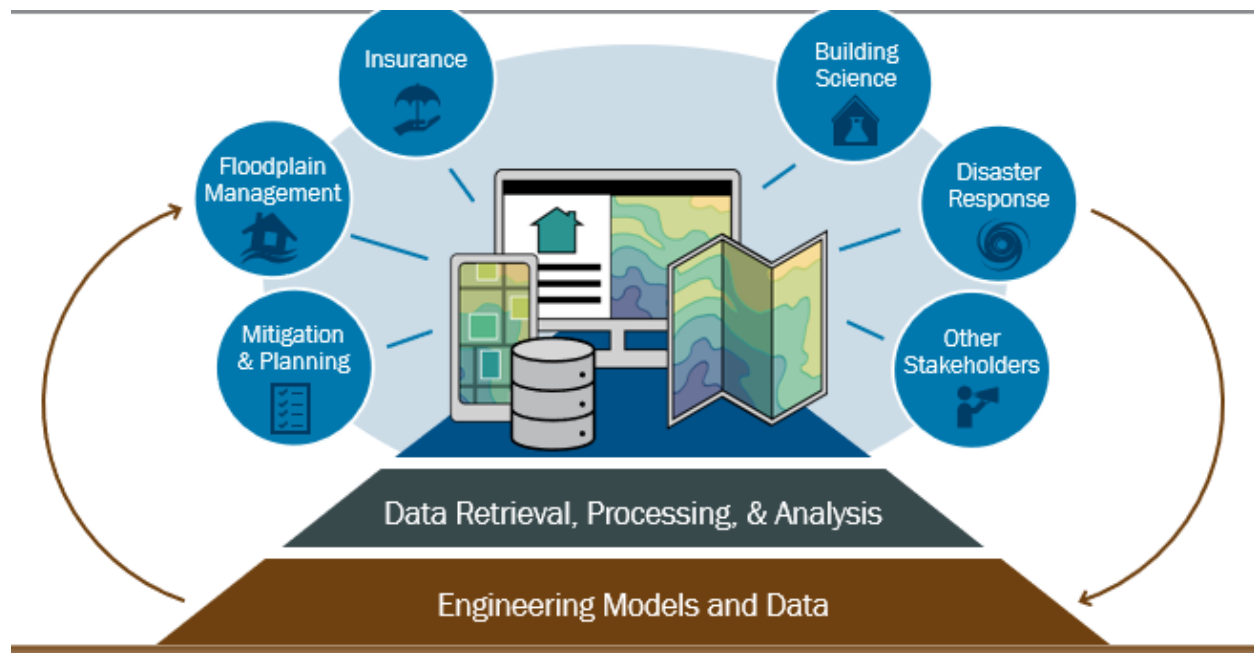 Insurance
Building
Science
Floodplain
Management
Disaster
Response
Mitigation
& Planning
Other
Stakeholders
Data Retrieval, Processing, & Analysis
Engineering Models and Data